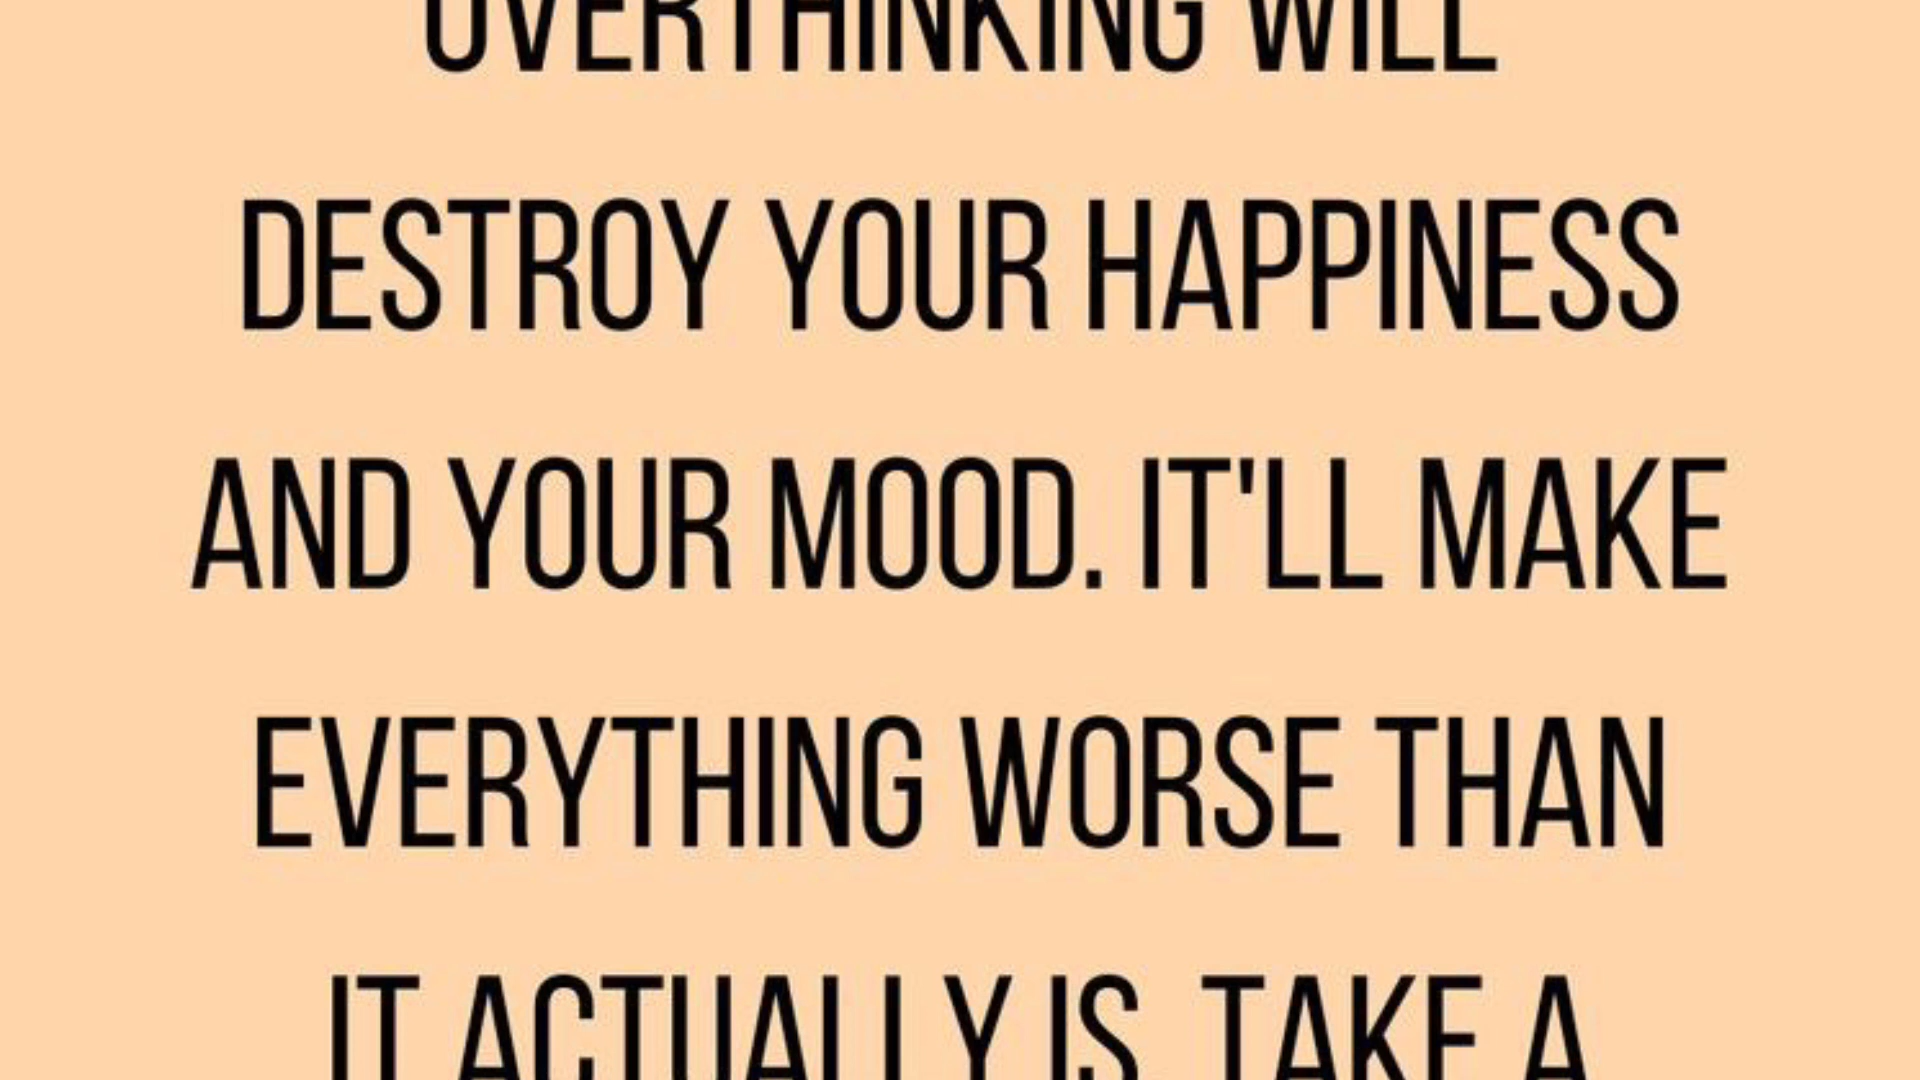 OVERTHINKING WILL
DESTROY YOUR HAPPINESS
AND YOUR MOOD. IT'LL MAKE
EVERYTHING WORSE THAN
IT ACTUALLY IS. TAKE A